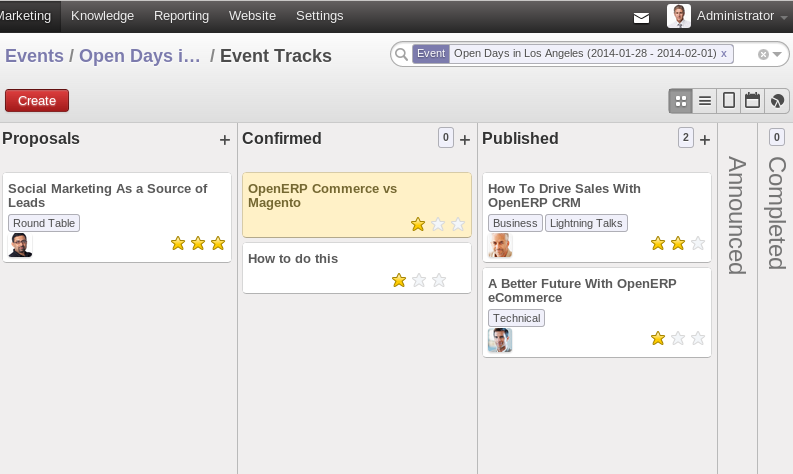 Marketing Knowledge Reporting Website Settings Administrator
Events / Open Days i... / Event Tracks
Event Open Days in Los Angeles (2014-01-28 - 2014-02-01) x
Create
Proposals +
Confirmed 0 +
Published 2 +
0
Social Marketing As a Source of
Leads
Round Table
OpenERP Commerce vs
Magento
How to do this
How To Drive Sales With
OpenERP CRM
Business Lightning Talks
A Better Future With OpenERP
eCommerce
Technical
Announced
Completed